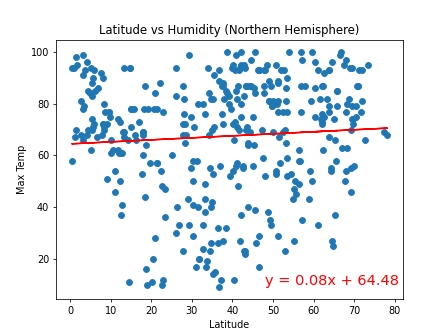 Latitude vs Humidity (Northern Hemisphere)
100
80
60
40
20
Max Temp
y = 0.08x + 64.48
0 10 20 30 40 50 60 70 80
Latitude